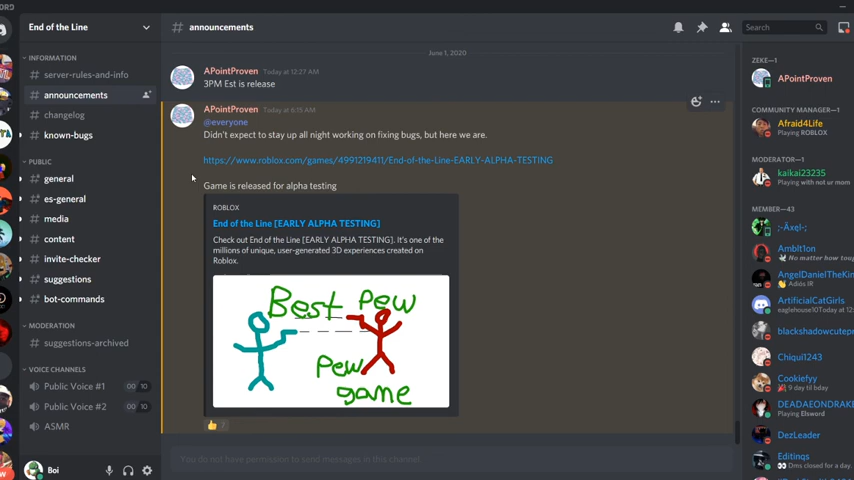 End of the Line
# announcements
Search
INFORMATION
# server-rules-and-info
# announcements
# changelog
# known-bugs
PUBLIC
# general
# es-general
# media
# content
# invite-checker
# suggestions
# bot-commands
MODERATION
# suggestions-archived
VOICE CHANNELS
Public Voice #1 00 10
Public Voice #2 00 10
ASMR
Boi
June 1, 2020
APointProven Today at 12:27 AM
3PM Est is release
APointProven Today at 6:15 AM
@everyone
Didn't expect to stay up all night working on fixing bugs, but here we are.
https://www.roblox.com/games/4991219411/End-of-the-Line-EARLY-ALPHA-TESTING
Game is released for alpha testing
ROBLOX
End of the Line [EARLY ALPHA TESTING]
Check out End of the Line [EARLY ALPHA TESTING]. It's one of the
millions of unique, user-generated 3D experiences created on
Roblox.
Best Pew
Pew
game
You do not have permission to send messages in this channel.
ZEKE—1
APointProven
COMMUNITY MANAGER—1
Afraid4Life
Playing ROBLOX
MODERATOR—1
kaikai23235
Playing with not ur mom
MEMBER—43
;-Äxęl-;
Amblt1on
No matter how toug
AngelDanielTheKin
Adiós IR
ArtificialCatGirls
eaglehouse10Today at 12:
blackshadowcutepr
Chiqui1243
Cookiefyy
9 day til bday
DEADAEONDRAKE
Playing Elsword
DezLeader
Editinqs
Dms closed for a day.